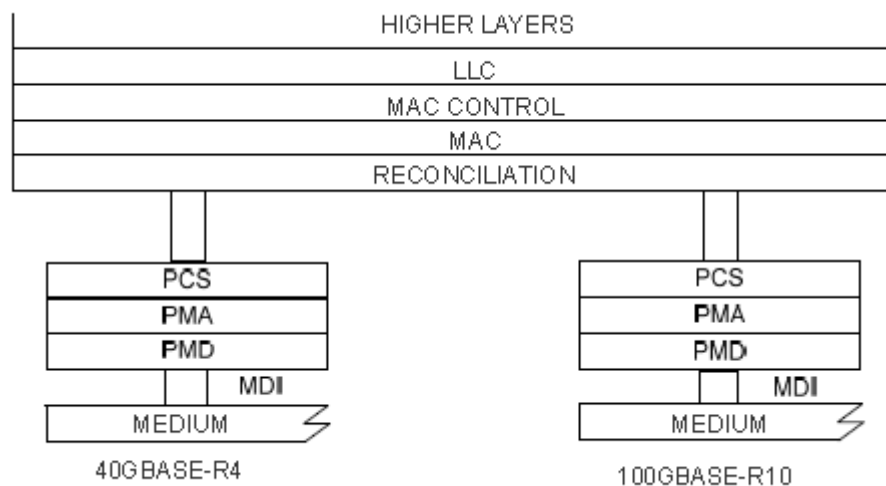 HIGHER LAYERS
LLC
MAC CONTROL
MAC
RECONCILIATION
PCS
PMA
PMD
MDI
MEDIUM
40GBASE-R4
PCS
PMA
PMD
MDI
MEDIUM
100GBASE-R10